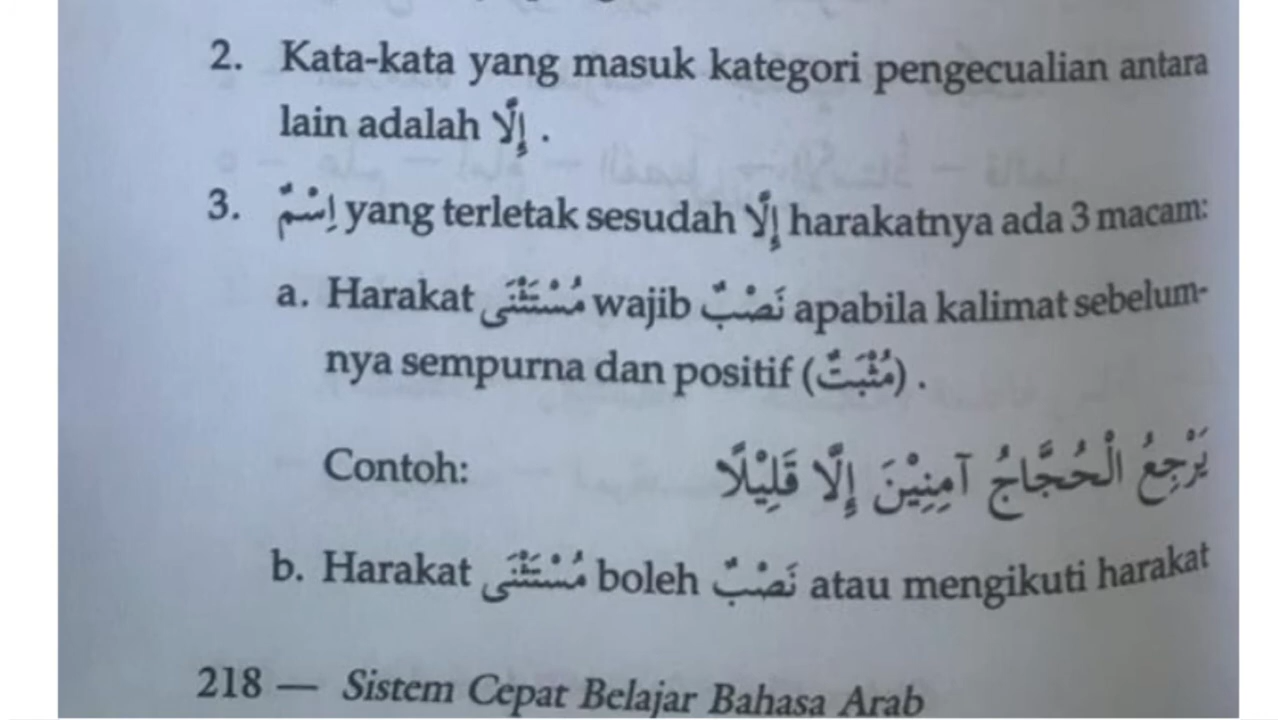 2. Kata-kata yang masuk kategori pengecualian antara
lain adalah إِلَّا .
3. اِسْمٌ yang terletak sesudah إِلَّا harakatnya ada 3 macam:
a. Harakat مُسْتَثْنَى wajib نَصْبٌ apabila kalimat sebelum-
nya sempurna dan positif (مُثْبَتٌ) .
Contoh: يَرْجِعُ الْحُجَّاجُ آمِنِيْنَ إِلَّا قَلِيْلًا
b. Harakat مُسْتَثْنَى boleh نَصْبٌ atau mengikuti harakat
218 — Sistem Cepat Belajar Bahasa Arab